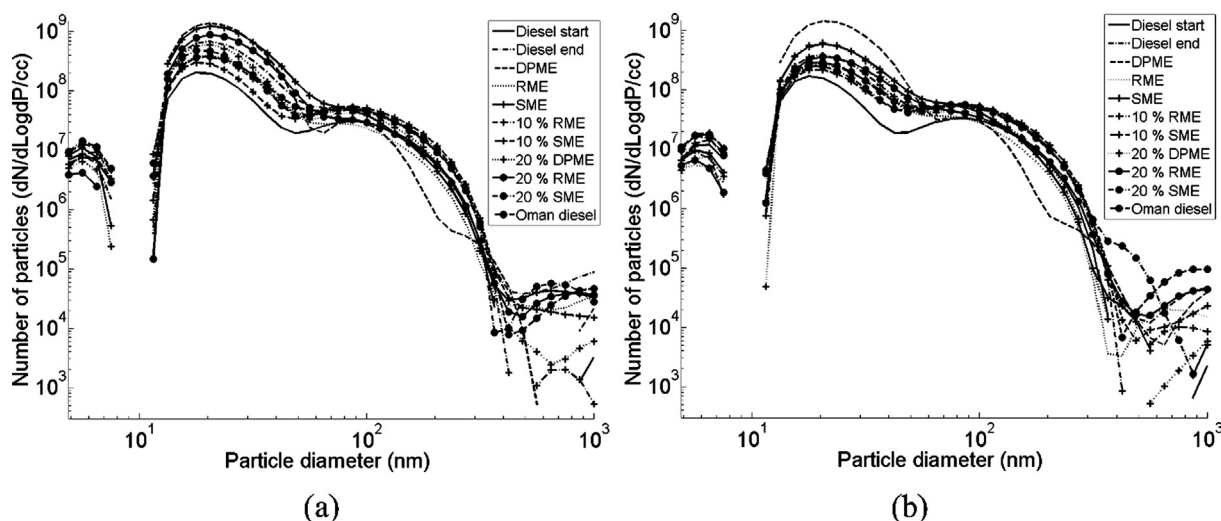 (a)
Number of particles (dN/dLogdP/cc)
10^9
10^8
10^7
10^6
10^5
10^4
10^3
10^1
10^2
10^3
Particle diameter (nm)
Diesel start
Diesel end
DPME
RME
SME
10 % RME
10 % SME
20 % DPME
20 % RME
20 % SME
Oman diesel
(a)
(b)
Number of particles (dN/dLogdP/cc)
10^9
10^8
10^7
10^6
10^5
10^4
10^3
10^1
10^2
10^3
Particle diameter (nm)
Diesel start
Diesel end
DPME
RME
SME
10 % RME
10 % SME
20 % DPME
20 % RME
20 % SME
Oman diesel
(b)